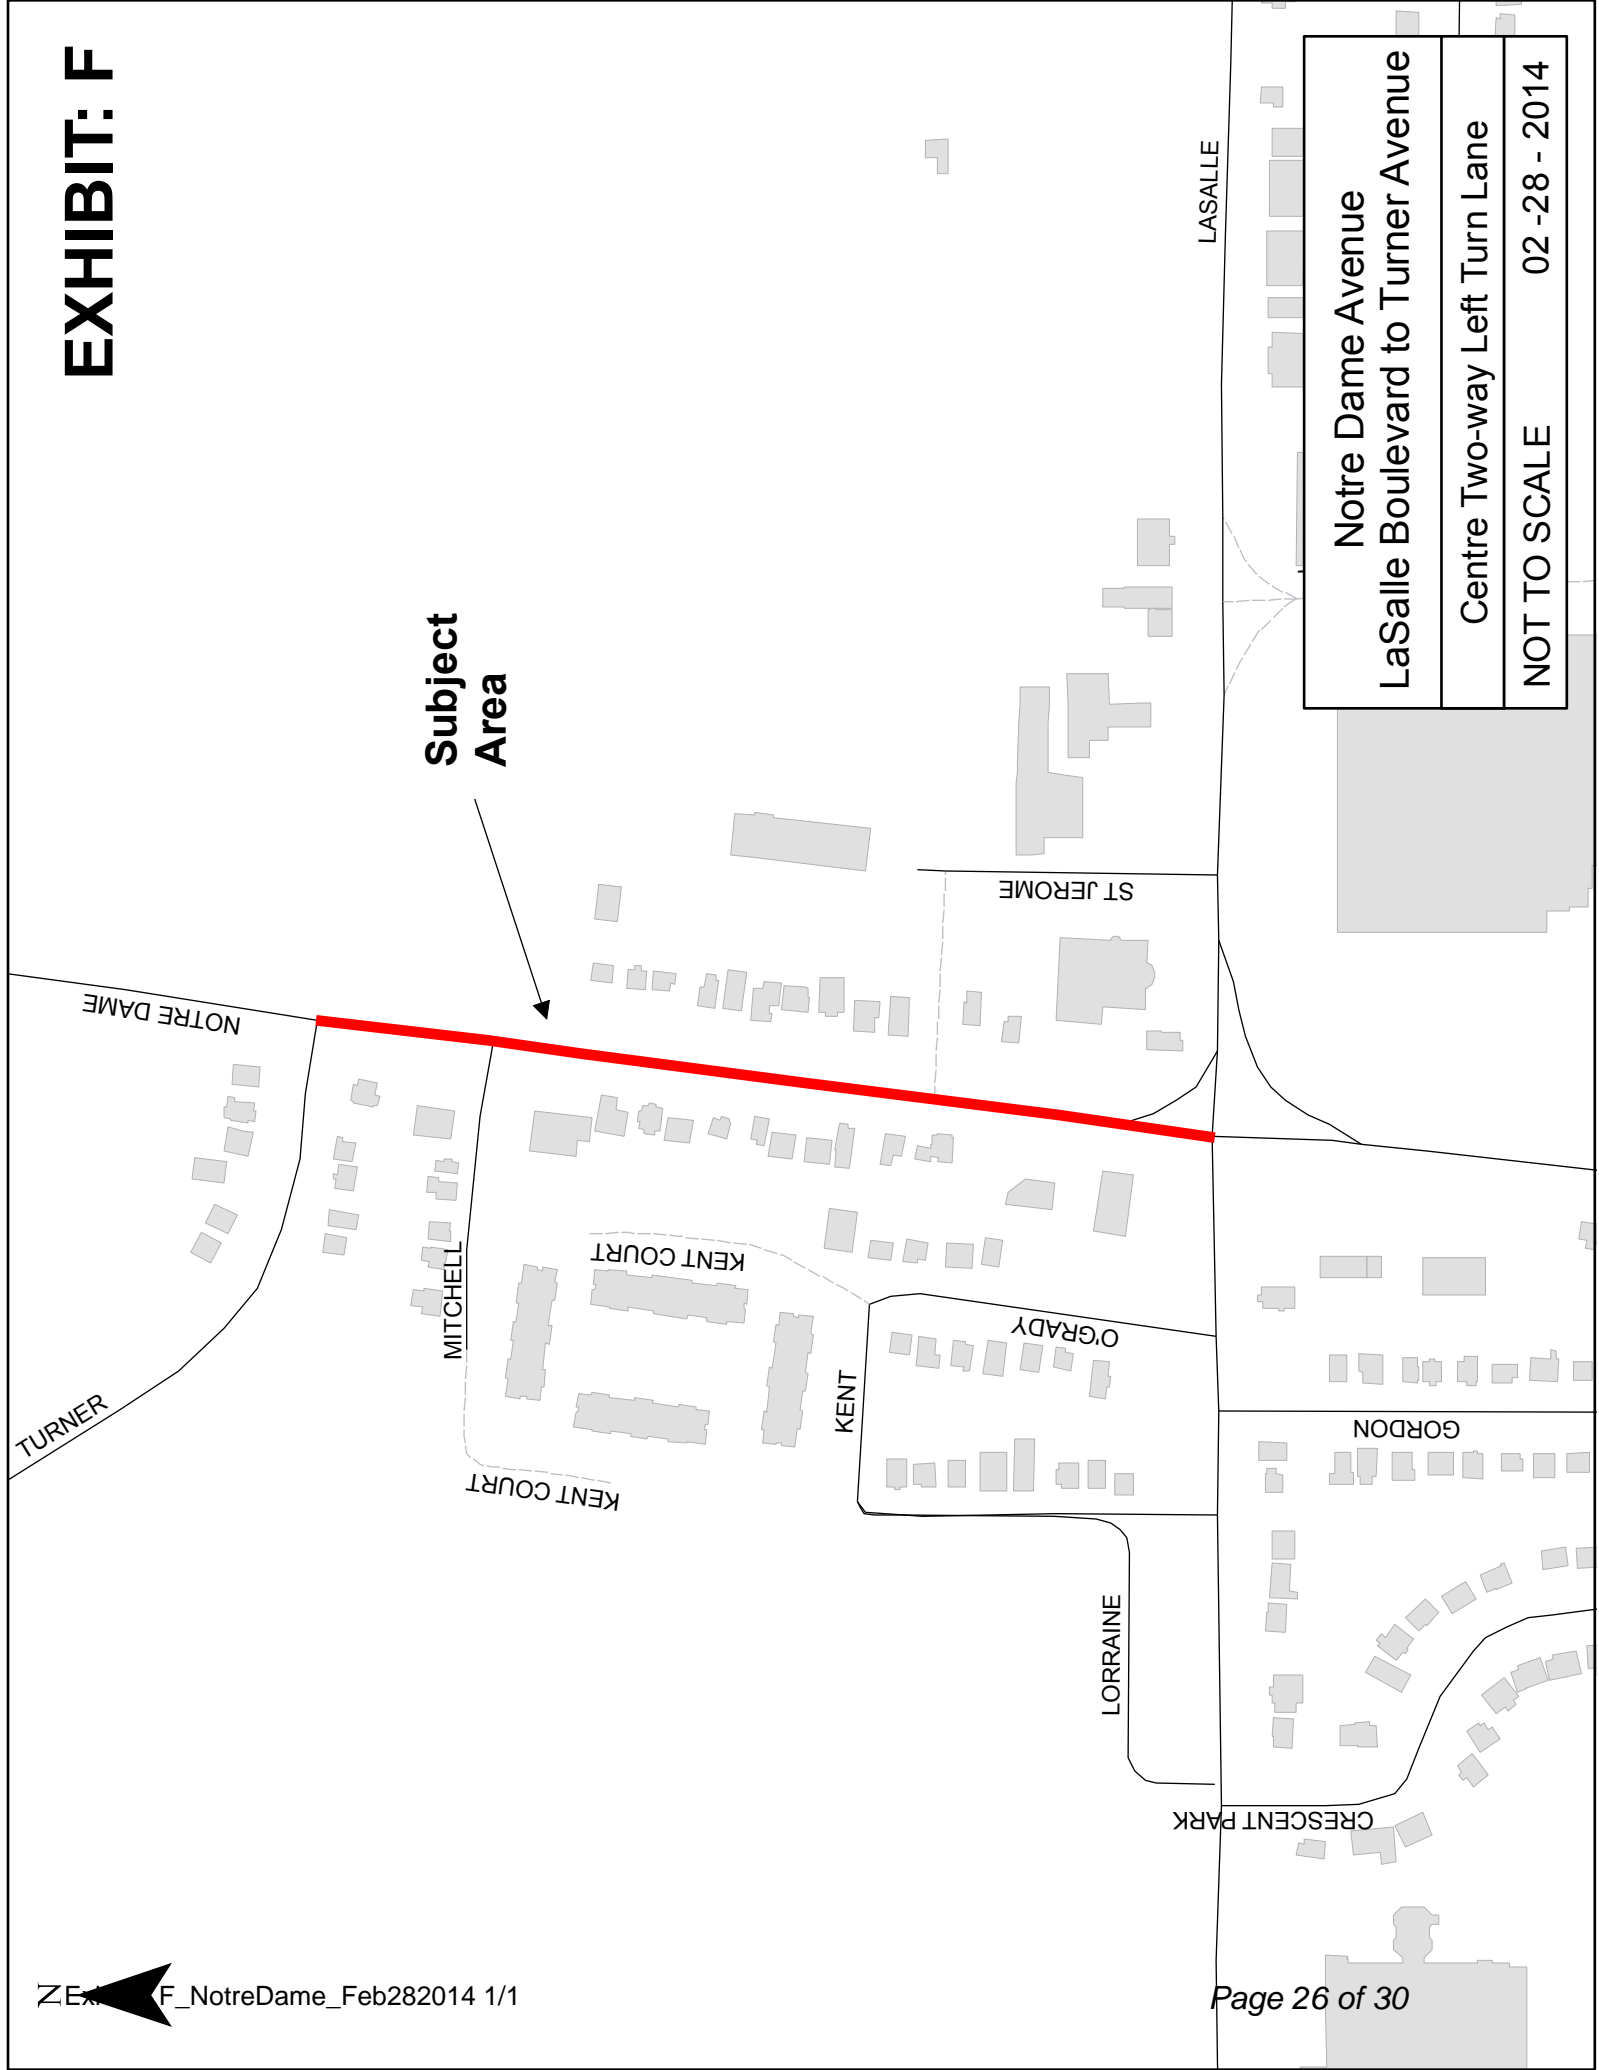 EXHIBIT: F
Subject
Area
LASALLE
ST JEROME
NOTRE DAME
TURNER
MITCHELL
KENT COURT
KENT COURT
KENT
O'GRADY
GORDON
LORRAINE
CRESCENT PARK
Notre Dame Avenue
LaSalle Boulevard to Turner Avenue
Centre Two-way Left Turn Lane
NOT TO SCALE 02 -28 - 2014
N
F_NotreDame_Feb282014 1/1
Page 26 of 30